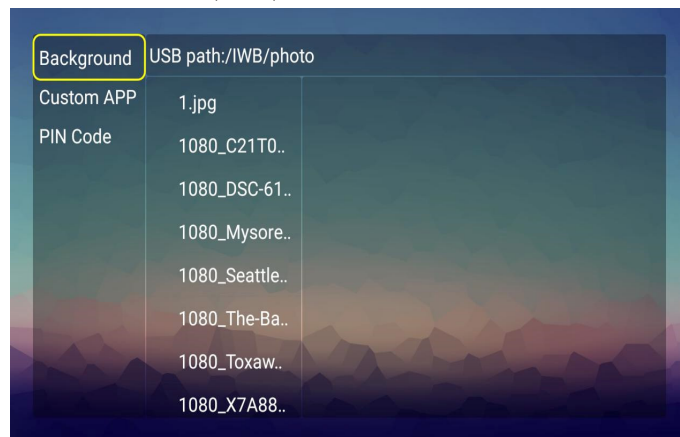 Background
USB path:/IWB/photo
Custom APP
PIN Code
1.jpg
1080_C21T0..
1080_DSC-61..
1080_Mysore..
1080_Seattle..
1080_The-Ba..
1080_Toxaw..
1080_X7A88..